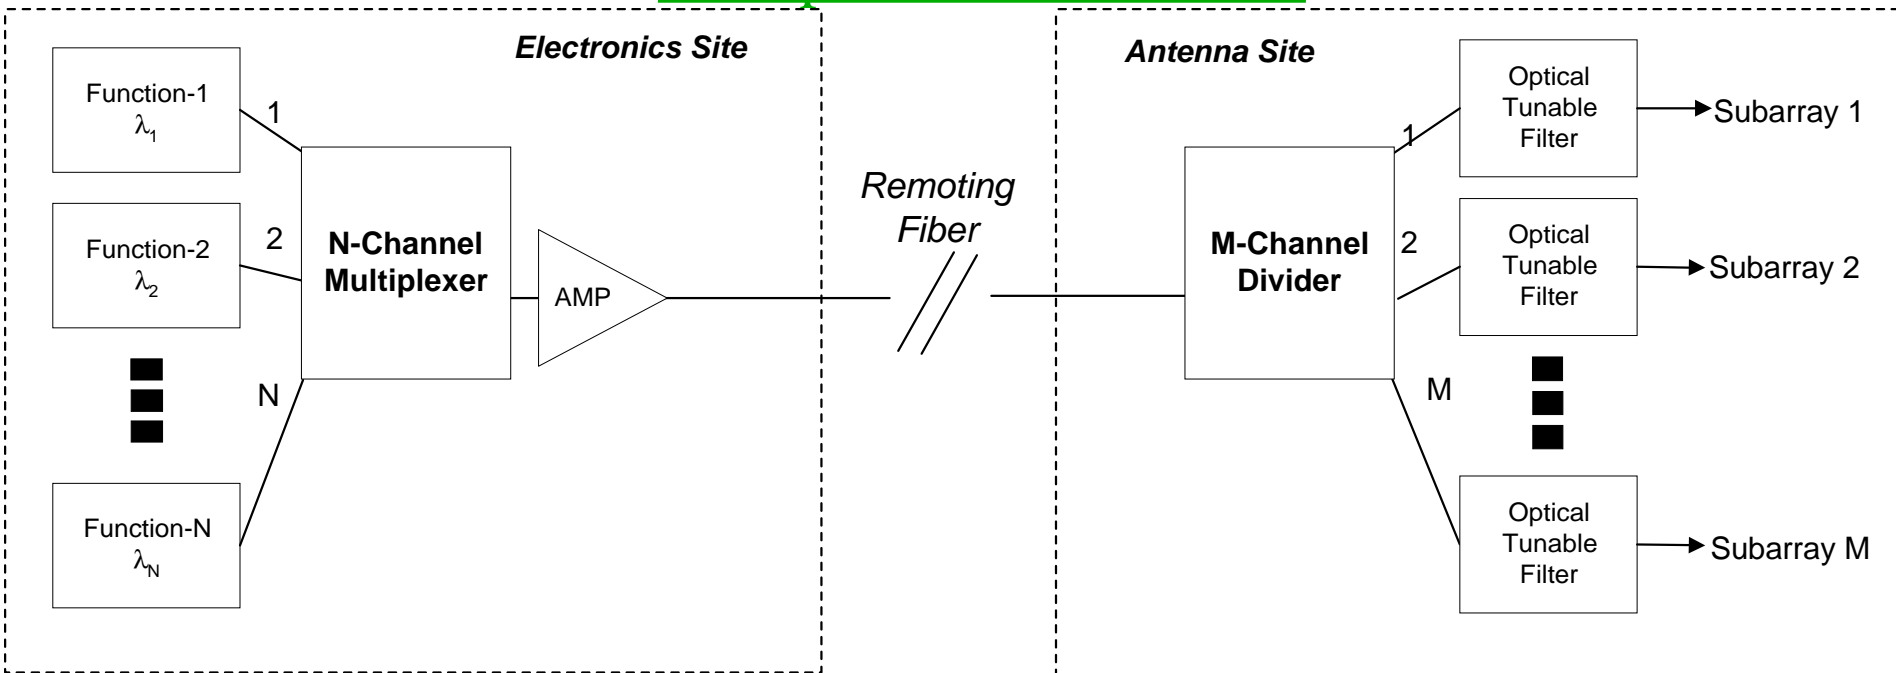 Electronics Site
Function-1
λ1
1
Function-2
λ2
2
N-Channel
Multiplexer
AMP
N
Function-N
λN
Remoting
Fiber
Antenna Site
M-Channel
Divider
1
Optical
Tunable
Filter
Subarray 1
2
Optical
Tunable
Filter
Subarray 2
M
Optical
Tunable
Filter
Subarray M